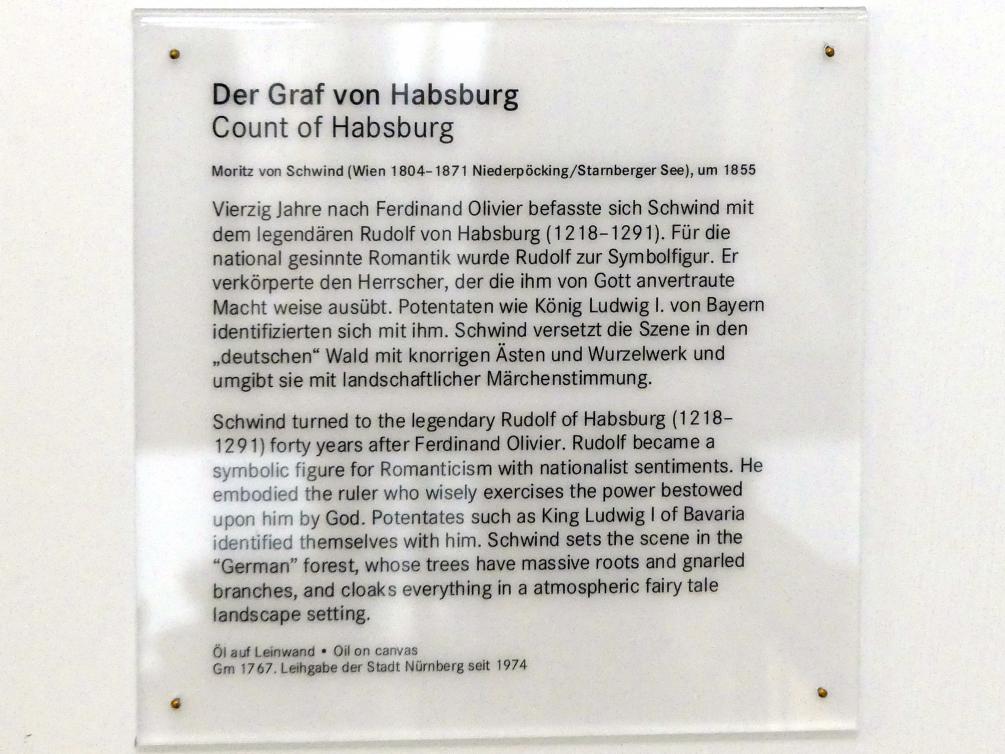 Der Graf von Habsburg
Count of Habsburg
Moritz von Schwind (Wien 1804–1871 Niederpöcking/Starnberger See), um 1855
Vierzig Jahre nach Ferdinand Olivier befasste sich Schwind mit
dem legendären Rudolf von Habsburg (1218–1291). Für die
national gesinnte Romantik wurde Rudolf zur Symbolfigur. Er
verkörperte den Herrscher, der die ihm von Gott anvertraute
Macht weise ausübt. Potentaten wie König Ludwig I. von Bayern
identifizierten sich mit ihm. Schwind versetzt die Szene in den
„deutschen“ Wald mit knorrigen Ästen und Wurzelwerk und
umgibt sie mit landschaftlicher Märchenstimmung.
Schwind turned to the legendary Rudolf of Habsburg (1218–
1291) forty years after Ferdinand Olivier. Rudolf became a
symbolic figure for Romanticism with nationalist sentiments. He
embodied the ruler who wisely exercises the power bestowed
upon him by God. Potentates such as King Ludwig I of Bavaria
identified themselves with him. Schwind sets the scene in the
“German” forest, whose trees have massive roots and gnarled
branches, and cloaks everything in a atmospheric fairy tale
landscape setting.
Öl auf Leinwand • Oil on canvas
Gm 1767. Leihgabe der Stadt Nürnberg seit 1974